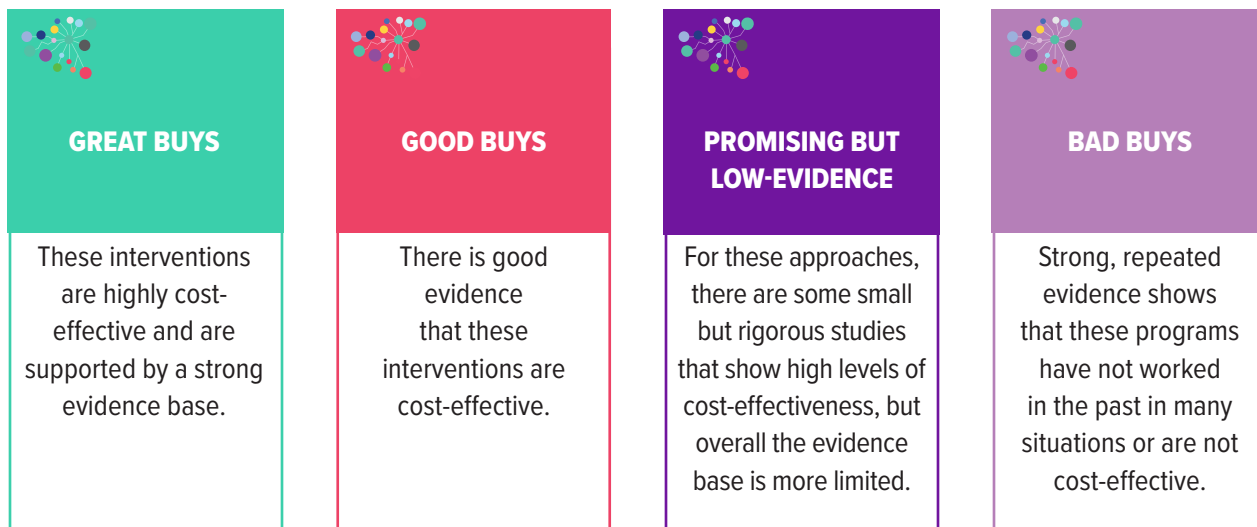 GREAT BUYS
These interventions
are highly cost-
effective and are
supported by a strong
evidence base.
GOOD BUYS
There is good
evidence
that these
interventions are
cost-effective.
PROMISING BUT
LOW-EVIDENCE
For these approaches,
there are some small
but rigorous studies
that show high levels of
cost-effectiveness, but
overall the evidence
base is more limited.
BAD BUYS
Strong, repeated
evidence shows
that these programs
have not worked
in the past in many
situations or are not
cost-effective.